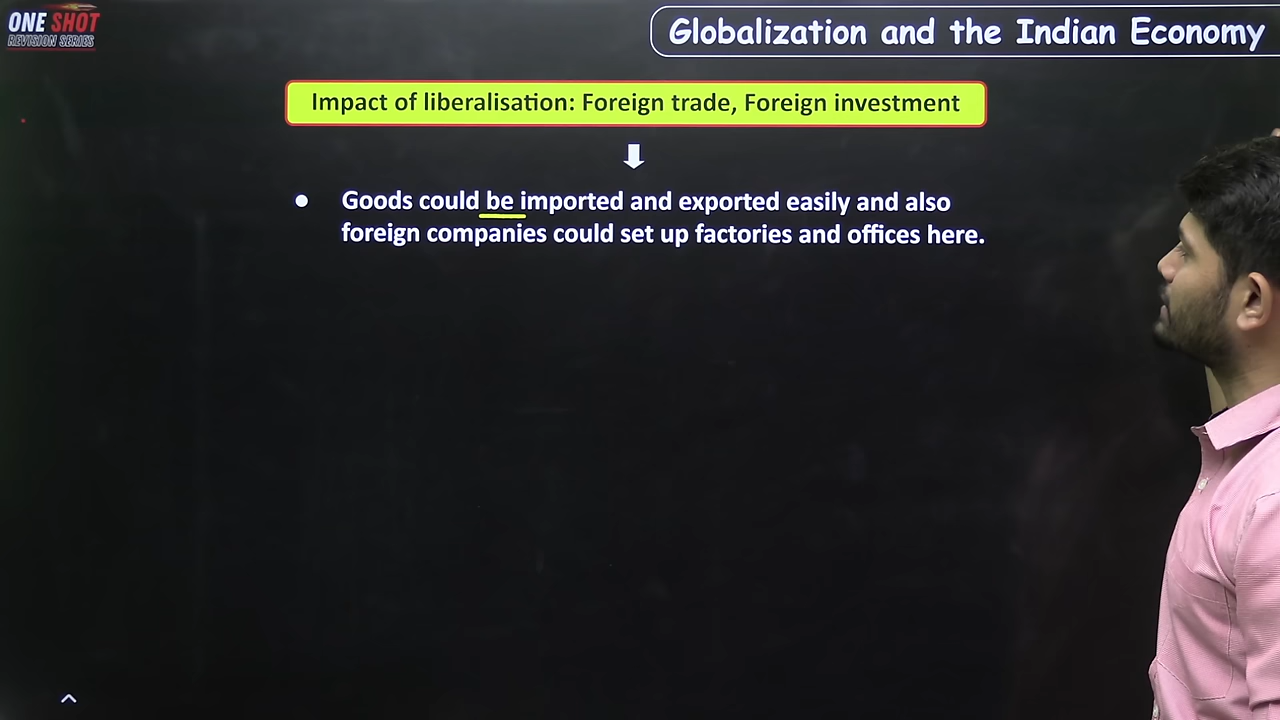 ONE SHOT
REVISION SERIES
Globalization and the Indian Economy
Impact of liberalisation: Foreign trade, Foreign investment
● Goods could be imported and exported easily and also
foreign companies could set up factories and offices here.